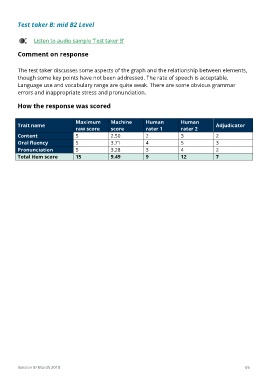 Test taker B: mid B2 Level
Listen to audio sample Test taker B
Comment on response
The test taker discusses some aspects of the graph and the relationship between elements,
though some key points have not been addressed. The rate of speech is acceptable.
Language use and vocabulary range are quite weak. There are some obvious grammar
errors and inappropriate stress and pronunciation.
How the response was scored
Trait name Maximum raw score Machine score Human rater 1 Human rater 2 Adjudicator
Content 5 2.50 2 3 2
Oral fluency 5 3.71 4 5 3
Pronunciation 5 3.28 3 4 2
Total item score 15 9.49 9 12 7